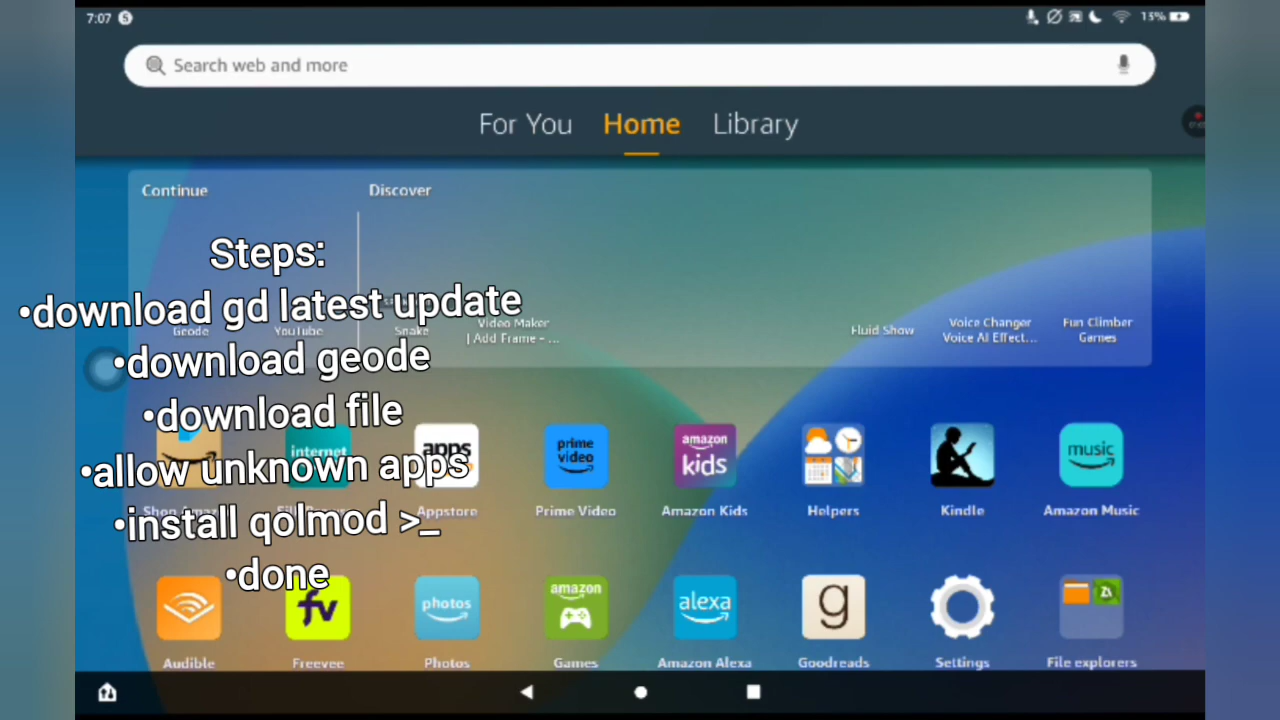 7:07 S
15%
Search web and more
For You Home Library
Continue Discover
Steps:
•download gd latest update
Geode YouTube Snake Video Maker
| Add Frame - ...
Fluid Show Voice Changer
Voice AI Effect...
Fun Climber
Games
•download geode
•download file
•allow unknown apps
•install qolmod >_
•done
internet
apps
prime
video
amazon
kids
music
Appstore Prime Video Amazon Kids Helpers Kindle Amazon Music
fv
photos
amazon
alexa
g
Audible Freevee Photos Games Amazon Alexa Goodreads Settings File explorers